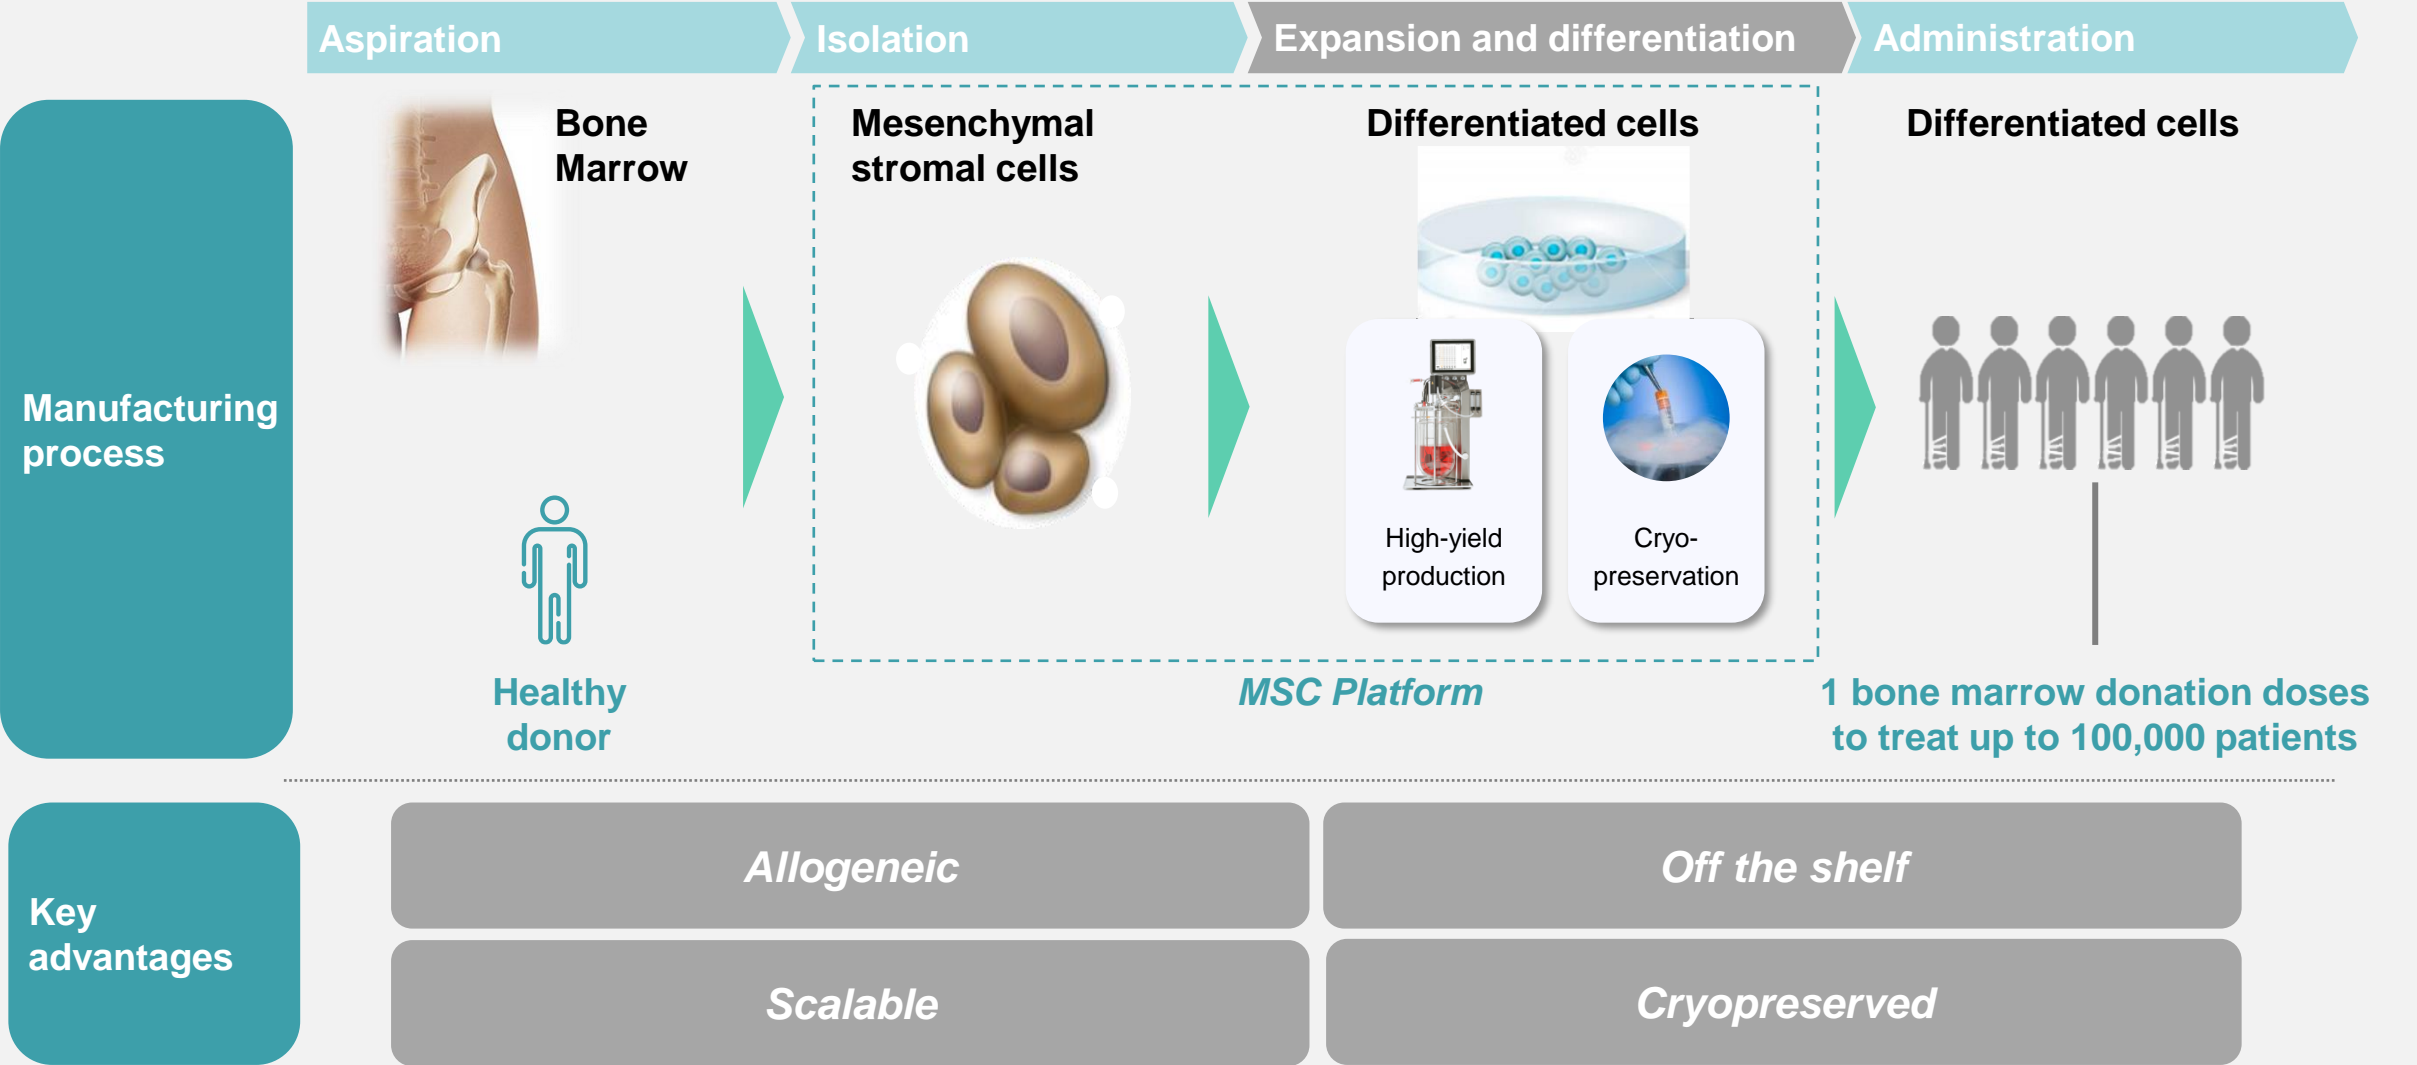 Aspiration
Isolation
Expansion and differentiation
Administration
Manufacturing
process
Bone
Marrow
Healthy
donor
Mesenchymal
stromal cells
Differentiated cells
High-yield
production
Cryo-
preservation
MSC Platform
Differentiated cells
1 bone marrow donation doses
to treat up to 100,000 patients
Key
advantages
Allogeneic
Off the shelf
Scalable
Cryopreserved